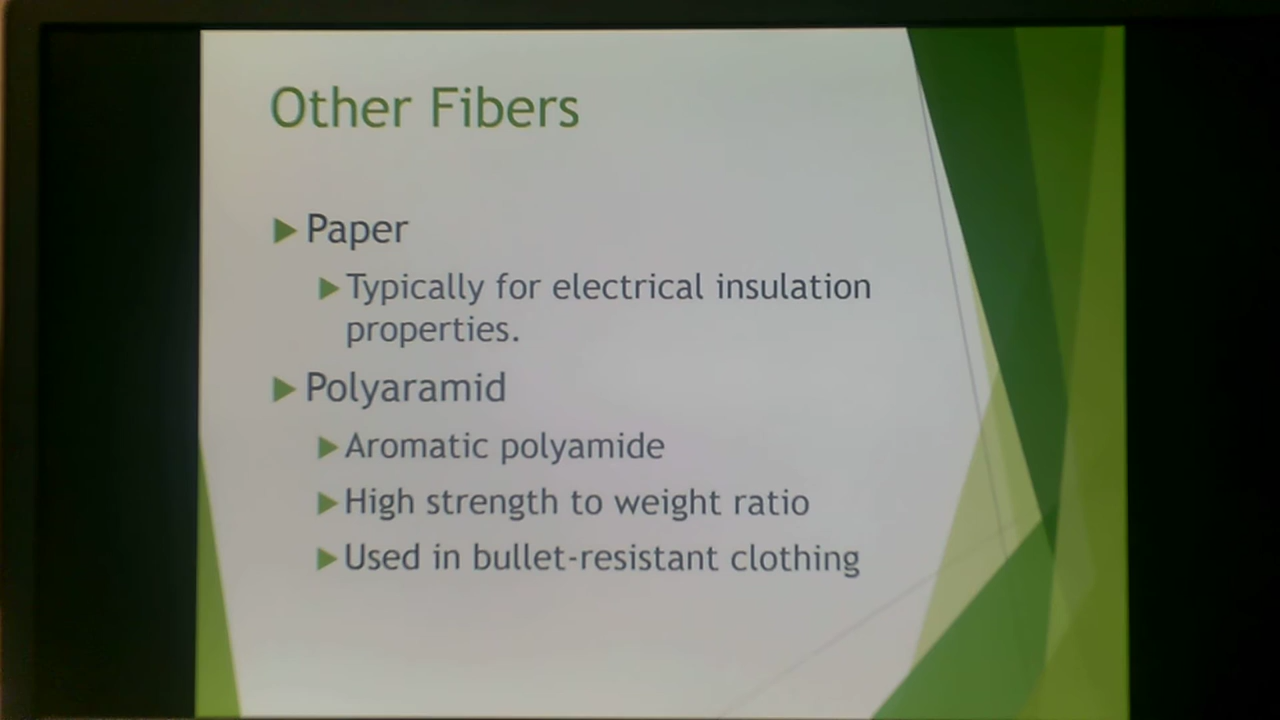 Other Fibers
Paper
Typically for electrical insulation
properties.
Polyaramid
Aromatic polyamide
High strength to weight ratio
Used in bullet-resistant clothing